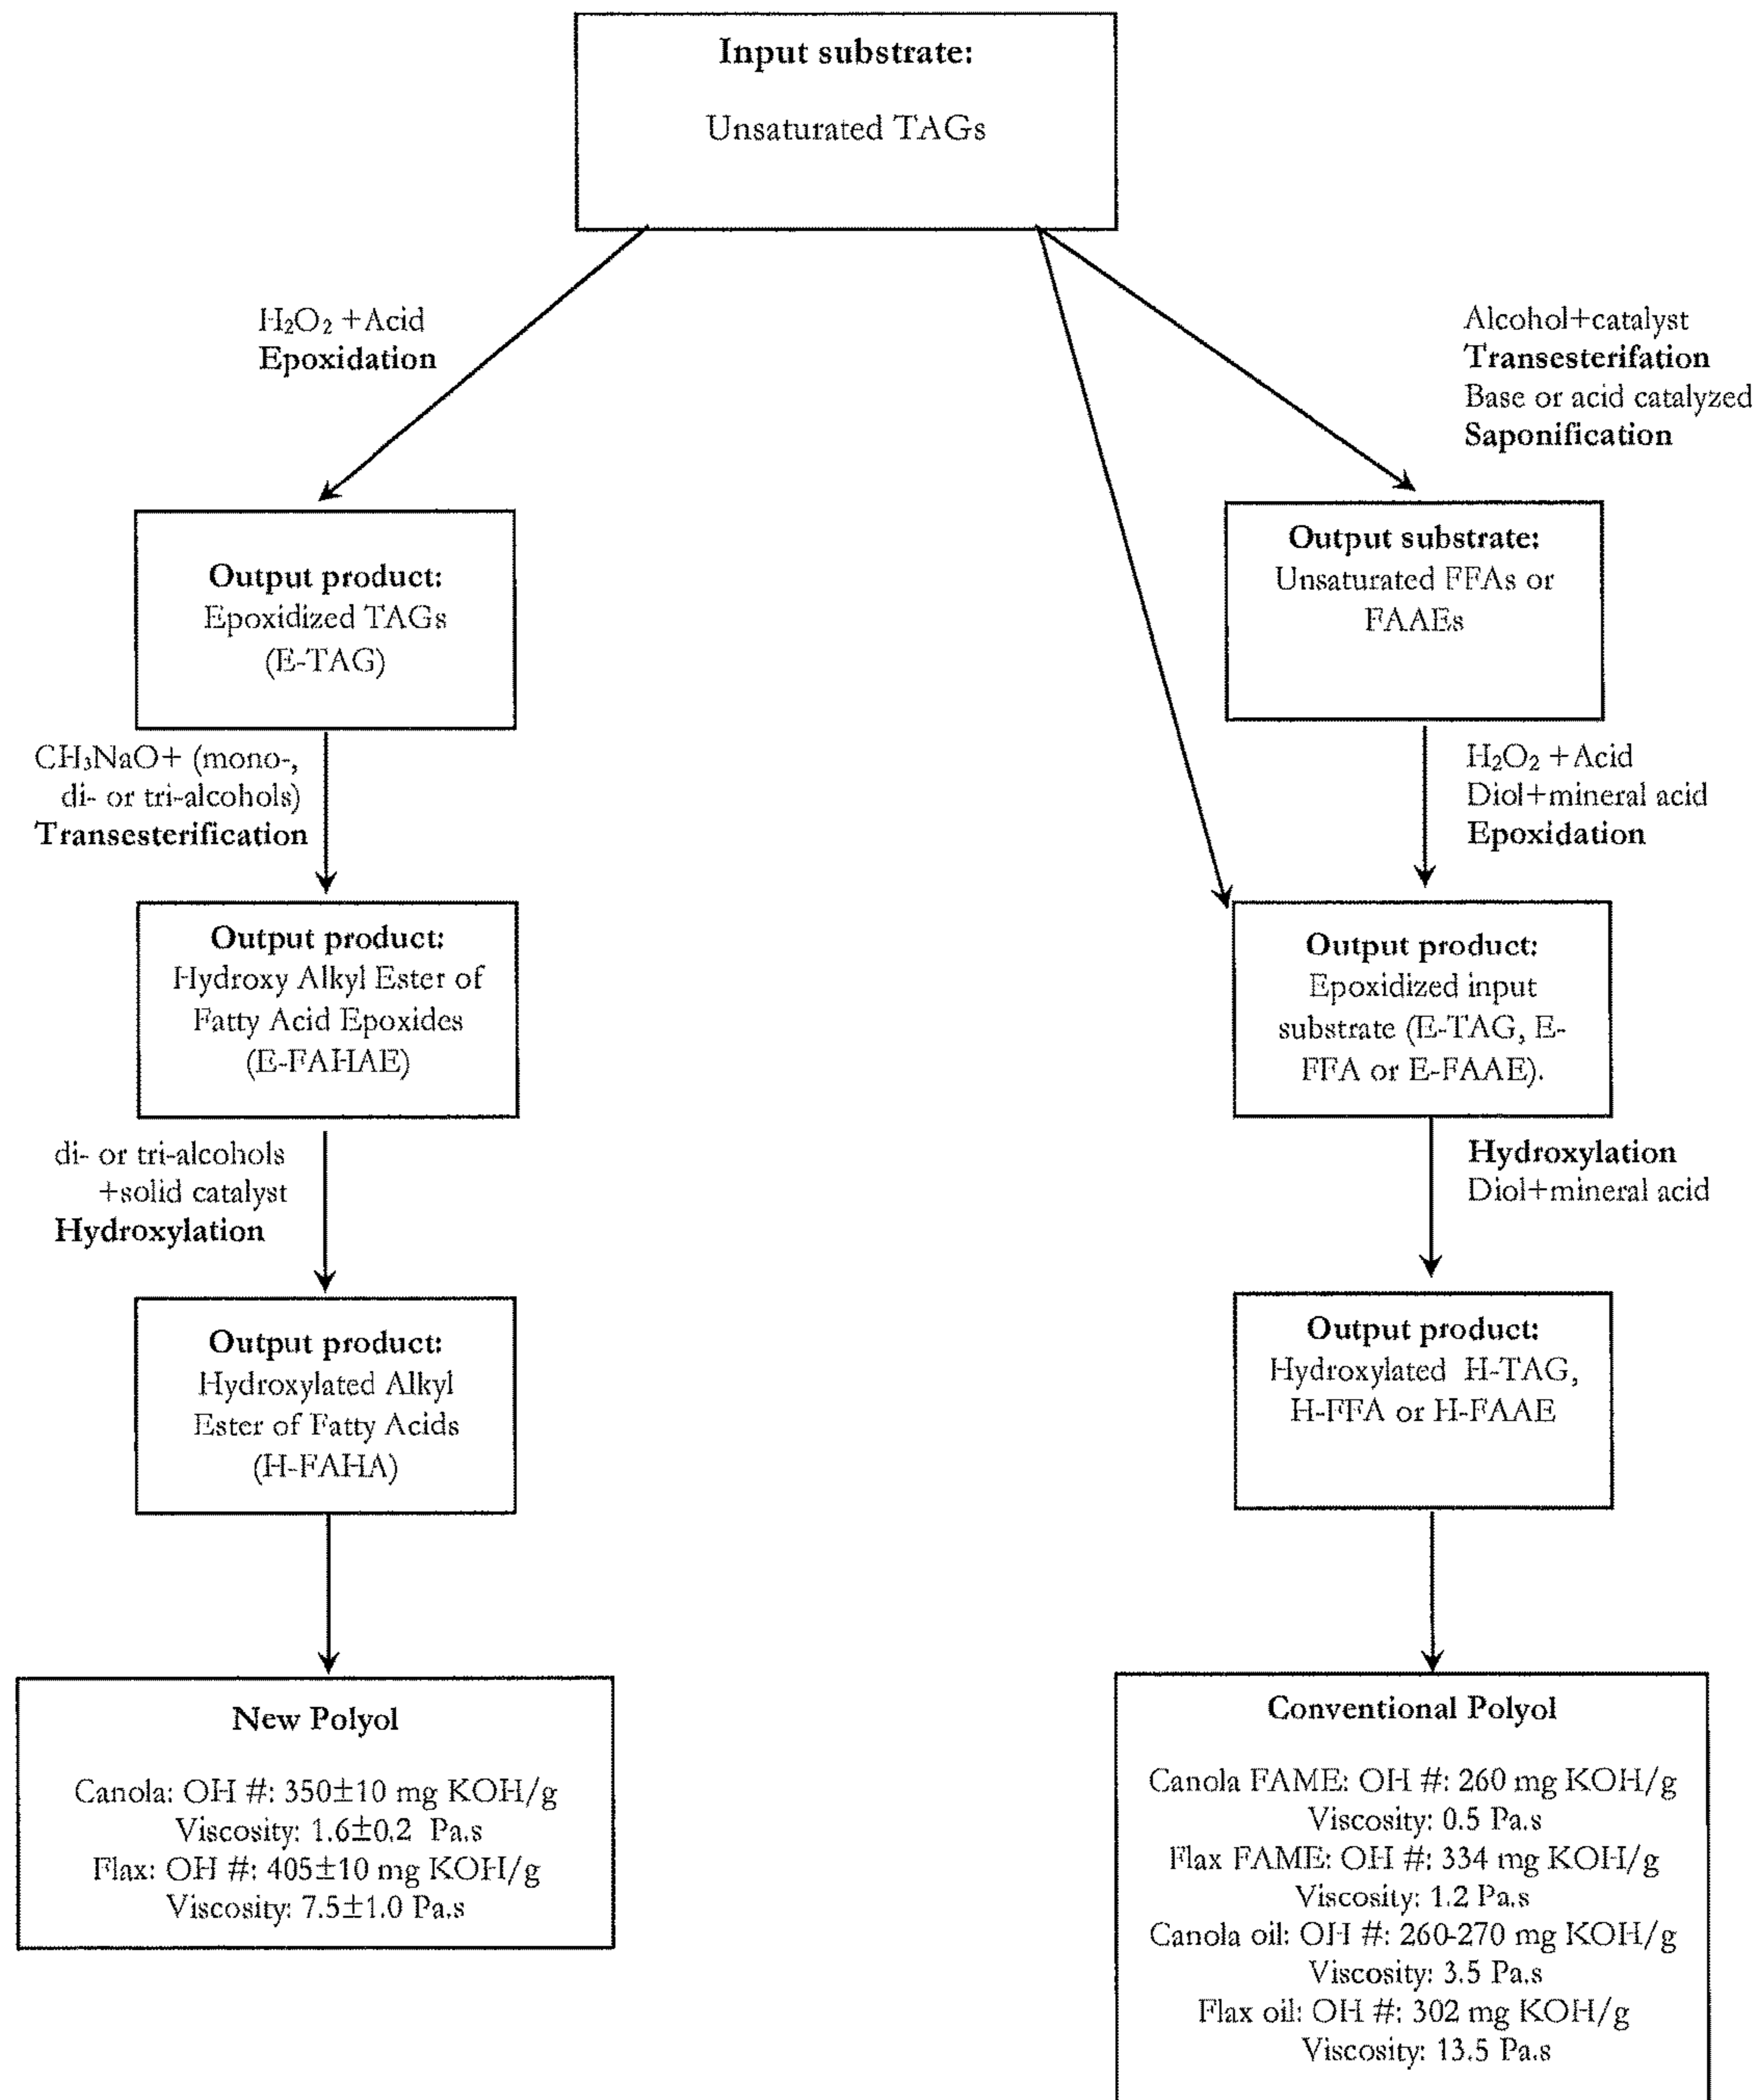 Input substrate:
Unsaturated TAGs
H₂O₂ +Acid
Epoxidation
Alcohol+catalyst
Transesterifation
Base or acid catalyzed
Saponification
Output product:
Epoxidized TAGs
(E-TAG)
Output substrate:
Unsaturated FFAs or
FAAEs
CH₃NaO+ (mono-,
di- or tri-alcohols)
Transesterification
H₂O₂ +Acid
Diol+mineral acid
Epoxidation
Output product:
Hydroxy Alkyl Ester of
Fatty Acid Epoxides
(E-FAHAE)
Output product:
Epoxidized input
substrate (E-TAG, E-
FFA or E-FAAE).
di- or tri-alcohols
+solid catalyst
Hydroxylation
Hydroxylation
Diol+mineral acid
Output product:
Hydroxylated Alkyl
Ester of Fatty Acids
(H-FAHA)
Output product:
Hydroxylated H-TAG,
H-FFA or H-FAAE
New Polyol
Canola: OH #: 350±10 mg KOH/g
Viscosity: 1.6±0.2 Pa.s
Flax: OH #: 405±10 mg KOH/g
Viscosity: 7.5±1.0 Pa.s
Conventional Polyol
Canola FAME: OH #: 260 mg KOH/g
Viscosity: 0.5 Pa.s
Flax FAME: OH #: 334 mg KOH/g
Viscosity: 1.2 Pa.s
Canola oil: OH #: 260-270 mg KOH/g
Viscosity: 3.5 Pa.s
Flax oil: OH #: 302 mg KOH/g
Viscosity: 13.5 Pa.s